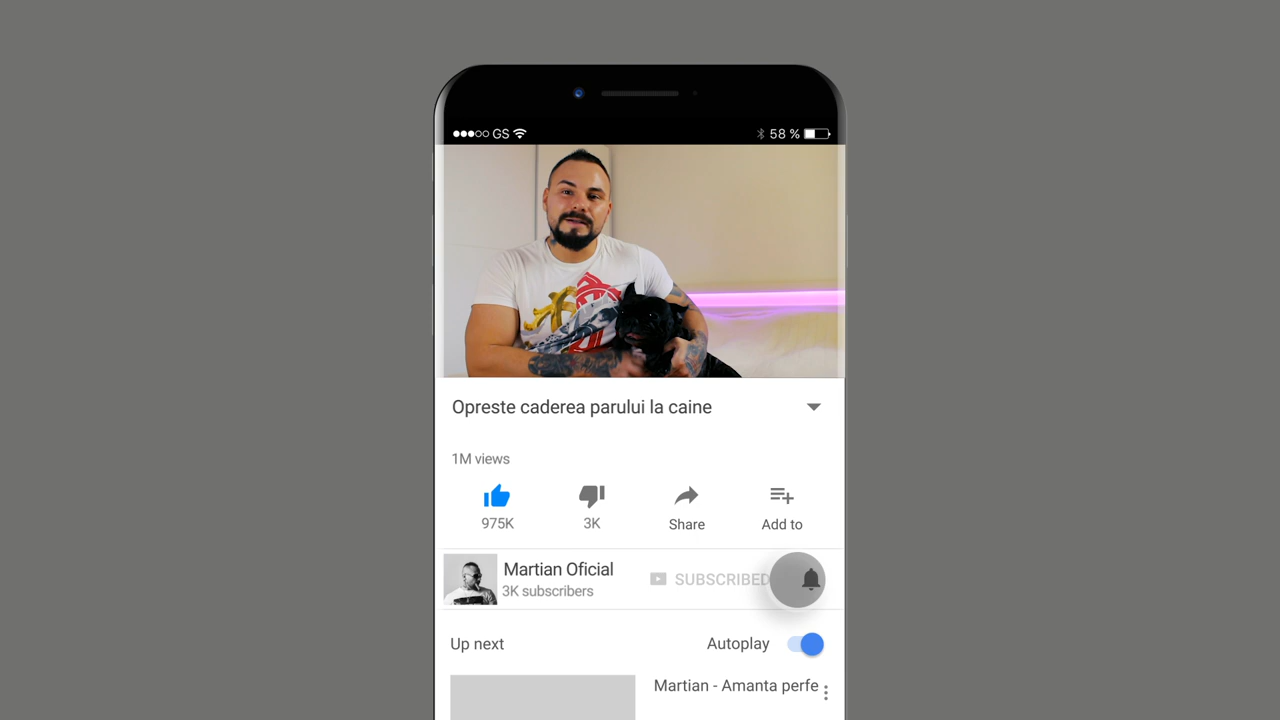 GS 58 %
Opreste caderea parului la caine
1M views
975K 3K Share Add to
Martian Oficial
SUBSCRIBED
3K subscribers
Up next Autoplay
Martian - Amanta perfe